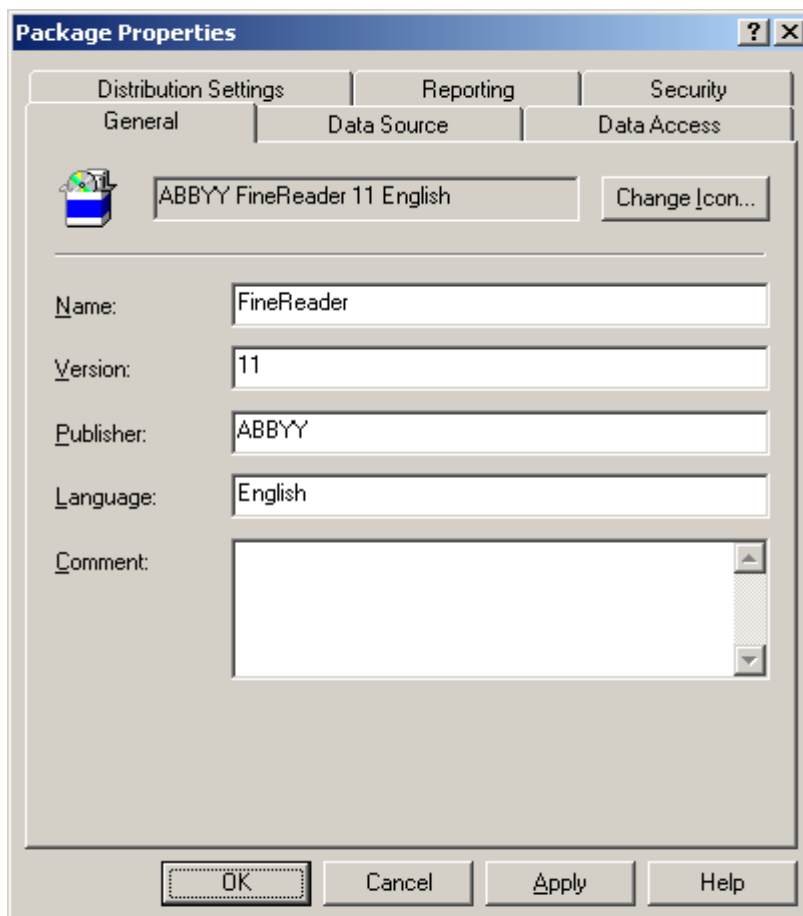 Package Properties
Distribution Settings Reporting Security
General Data Source Data Access
ABBYY FineReader 11 English Change Icon...
Name: FineReader
Version: 11
Publisher: ABBYY
Language: English
Comment:
OK Cancel Apply Help